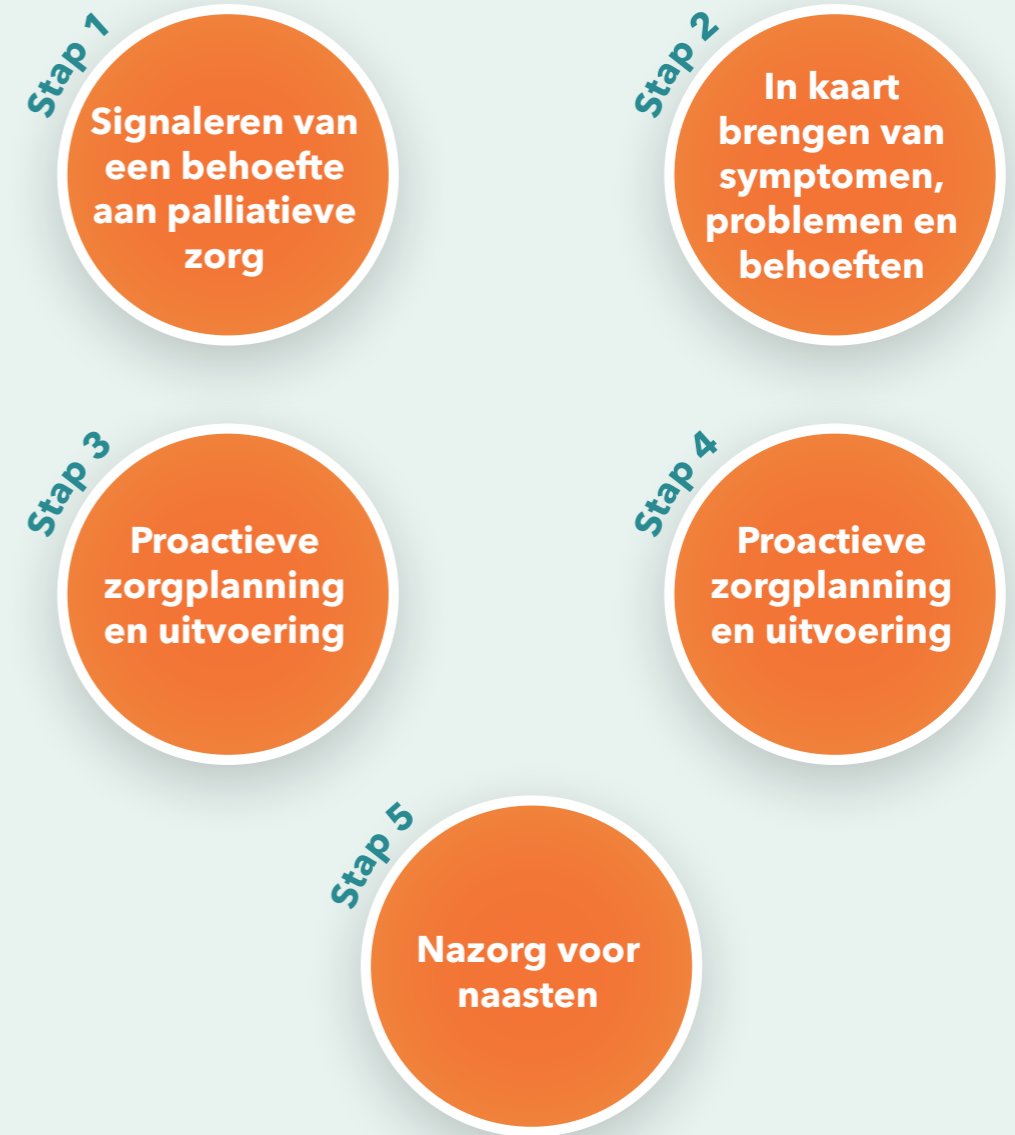 Stap 1
Signaleren van
een behoefte
aan palliatieve
zorg
Stap 2
In kaart
brengen van
symptomen,
problemen en
behoeften
Stap 3
Proactieve
zorgplanning
en uitvoering
Stap 4
Proactieve
zorgplanning
en uitvoering
Stap 5
Nazorg voor
naasten